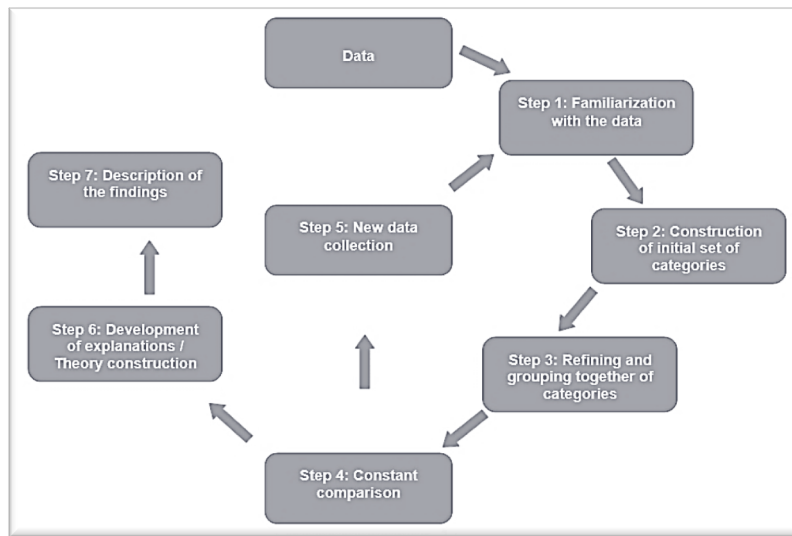 Data
Step 1: Familiarization
with the data
Step 2: Construction
of initial set of
categories
Step 3: Refining and
grouping together of
categories
Step 4: Constant
comparison
Step 5: New data
collection
Step 6: Development
of explanations /
Theory construction
Step 7: Description of
the findings